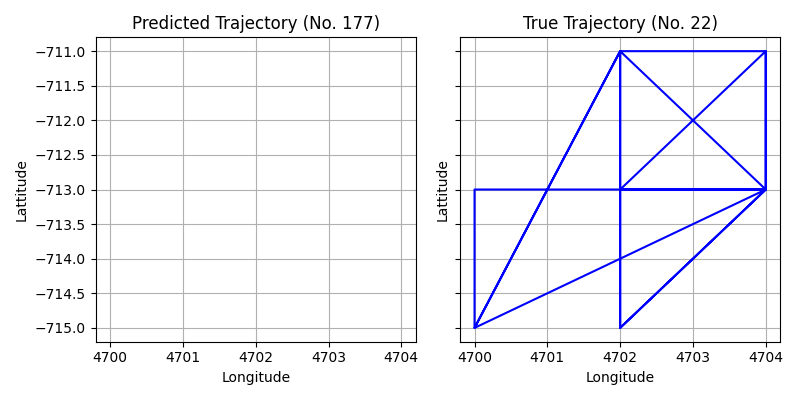 Predicted Trajectory (No. 177)
−711.0
−711.5
−712.0
−712.5
−713.0
−713.5
−714.0
−714.5
−715.0
Lattitude
4700 4701 4702 4703 4704
Longitude
True Trajectory (No. 22)
Lattitude
4700 4701 4702 4703 4704
Longitude